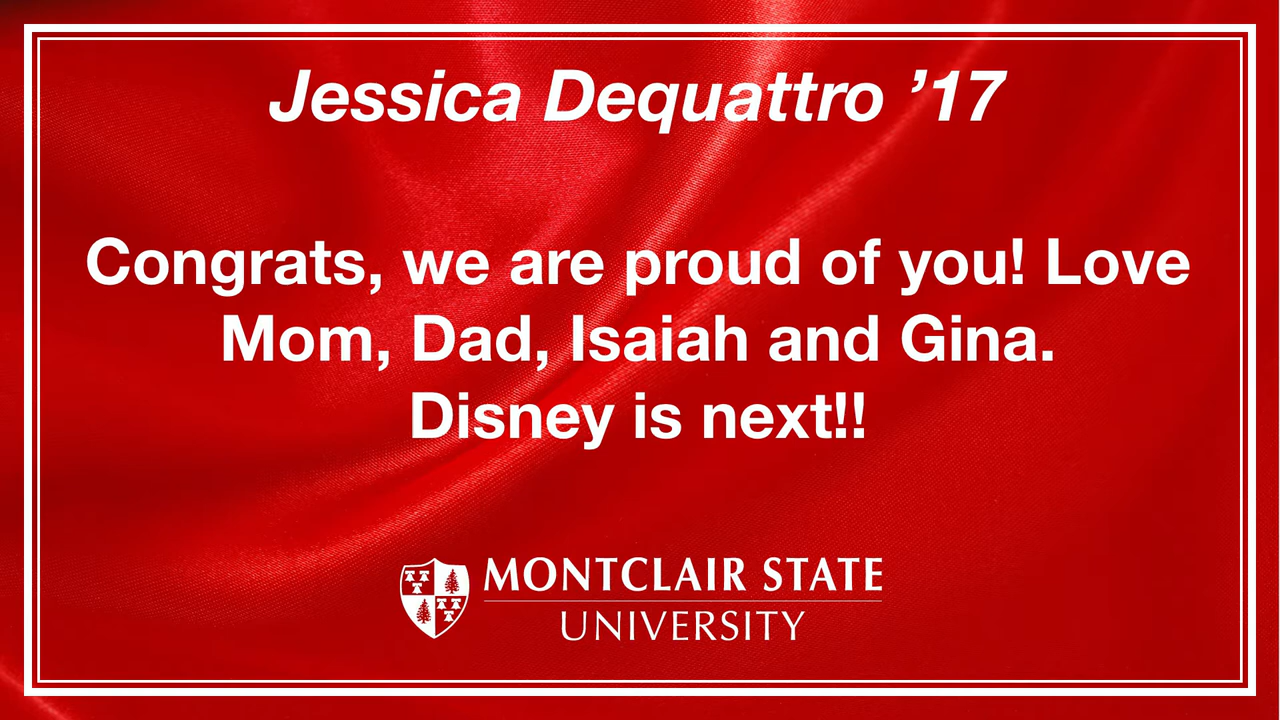 Jessica Dequattro ’17
Congrats, we are proud of you! Love
Mom, Dad, Isaiah and Gina.
Disney is next!!
MONTCLAIR STATE
UNIVERSITY